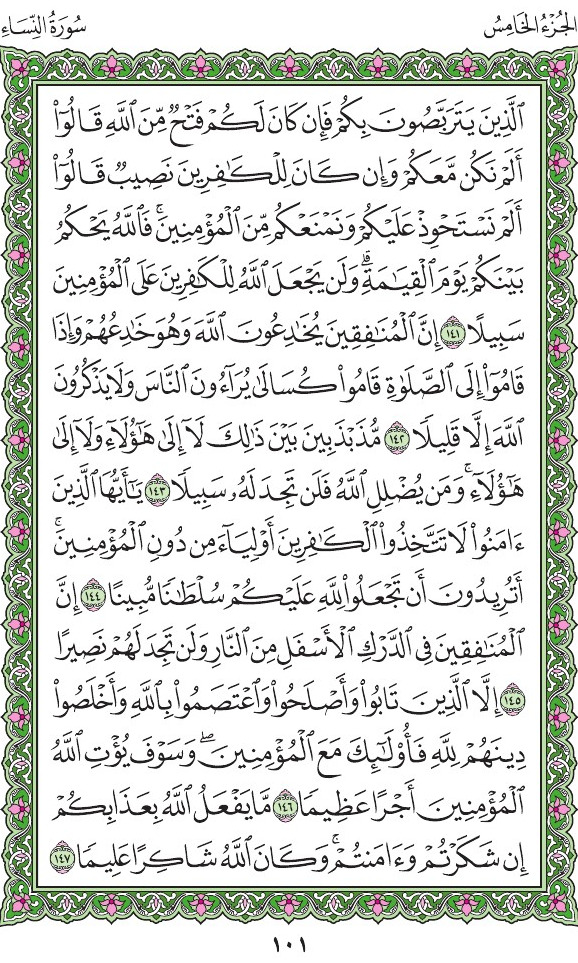 الجُزْءُ الخَامِسُ
سُورَةُ النِّسَاءِ
ٱلَّذِينَ يَتَرَبَّصُونَ بِكُمْ فَإِن كَانَ لَكُمْ فَتْحٌ مِّنَ ٱللَّهِ قَالُوٓاْ
أَلَمْ نَكُن مَّعَكُمْ وَإِن كَانَ لِلْكَٰفِرِينَ نَصِيبٌ قَالُوٓاْ
أَلَمْ نَسْتَحْوِذْ عَلَيْكُمْ وَنَمْنَعْكُم مِّنَ ٱلْمُؤْمِنِينَۚ فَٱللَّهُ يَحْكُمُ
بَيْنَكُمْ يَوْمَ ٱلْقِيَٰمَةِۗ وَلَن يَجْعَلَ ٱللَّهُ لِلْكَٰفِرِينَ عَلَى ٱلْمُؤْمِنِينَ
سَبِيلًا ١٤١ إِنَّ ٱلْمُنَٰفِقِينَ يُخَٰدِعُونَ ٱللَّهَ وَهُوَ خَٰدِعُهُمْ وَإِذَا
قَامُوٓاْ إِلَى ٱلصَّلَوٰةِ قَامُواْ كُسَالَىٰ يُرَآءُونَ ٱلنَّاسَ وَلَا يَذْكُرُونَ
ٱللَّهَ إِلَّا قَلِيلًا ١٤٢ مُّذَبْذَبِينَ بَيْنَ ذَٰلِكَ لَآ إِلَىٰ هَٰٓؤُلَآءِ وَلَآ إِلَىٰ
هَٰٓؤُلَآءِۚ وَمَن يُضْلِلِ ٱللَّهُ فَلَن تَجِدَ لَهُۥ سَبِيلًا ١٤٣ يَٰٓأَيُّهَا ٱلَّذِينَ
ءَامَنُواْ لَا تَتَّخِذُواْ ٱلْكَٰفِرِينَ أَوْلِيَآءَ مِن دُونِ ٱلْمُؤْمِنِينَۚ
أَتُرِيدُونَ أَن تَجْعَلُواْ لِلَّهِ عَلَيْكُمْ سُلْطَٰنًا مُّبِينًا ١٤٤ إِنَّ
ٱلْمُنَٰفِقِينَ فِي ٱلدَّرْكِ ٱلْأَسْفَلِ مِنَ ٱلنَّارِ وَلَن تَجِدَ لَهُمْ نَصِيرًا
١٤٥ إِلَّا ٱلَّذِينَ تَابُواْ وَأَصْلَحُواْ وَٱعْتَصَمُواْ بِٱللَّهِ وَأَخْلَصُواْ
دِينَهُمْ لِلَّهِ فَأُوْلَٰٓئِكَ مَعَ ٱلْمُؤْمِنِينَۖ وَسَوْفَ يُؤْتِ ٱللَّهُ
ٱلْمُؤْمِنِينَ أَجْرًا عَظِيمًا ١٤٦ مَّا يَفْعَلُ ٱللَّهُ بِعَذَابِكُمْ
إِن شَكَرْتُمْ وَءَامَنتُمْۚ وَكَانَ ٱللَّهُ شَاكِرًا عَلِيمًا ١٤٧
١٠١